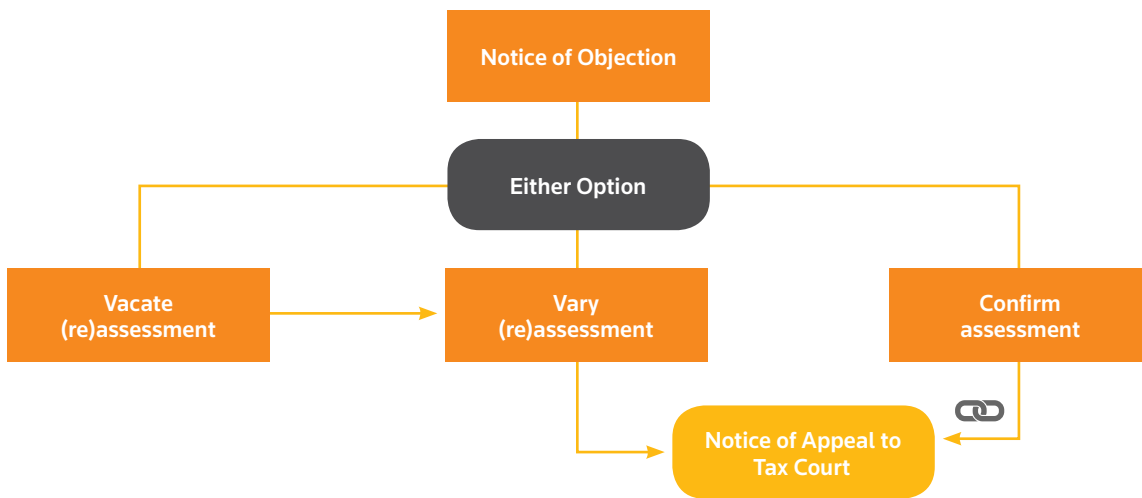 Notice of Objection
Either Option
Vacate
(re)assessment
Vary
(re)assessment
Confirm
assessment
Notice of Appeal to
Tax Court